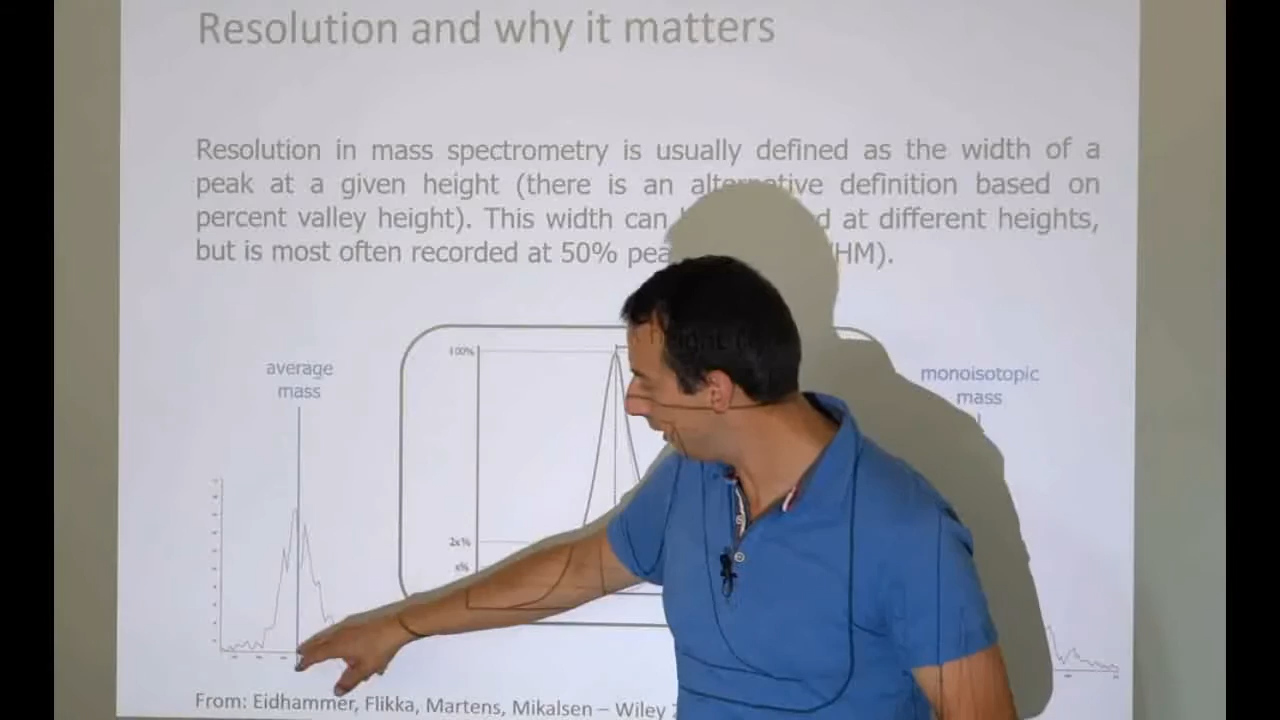 Resolution and why it matters
Resolution in mass spectrometry is usually defined as the width of a
peak at a given height (there is an alternative definition based on
percent valley height). This width can at different heights,
but is most often recorded at 50% HM).
average
mass
100%
2x%
x%
monoisotopic
mass
From: Eidhammer, Flikka, Martens, Mikalsen – Wiley